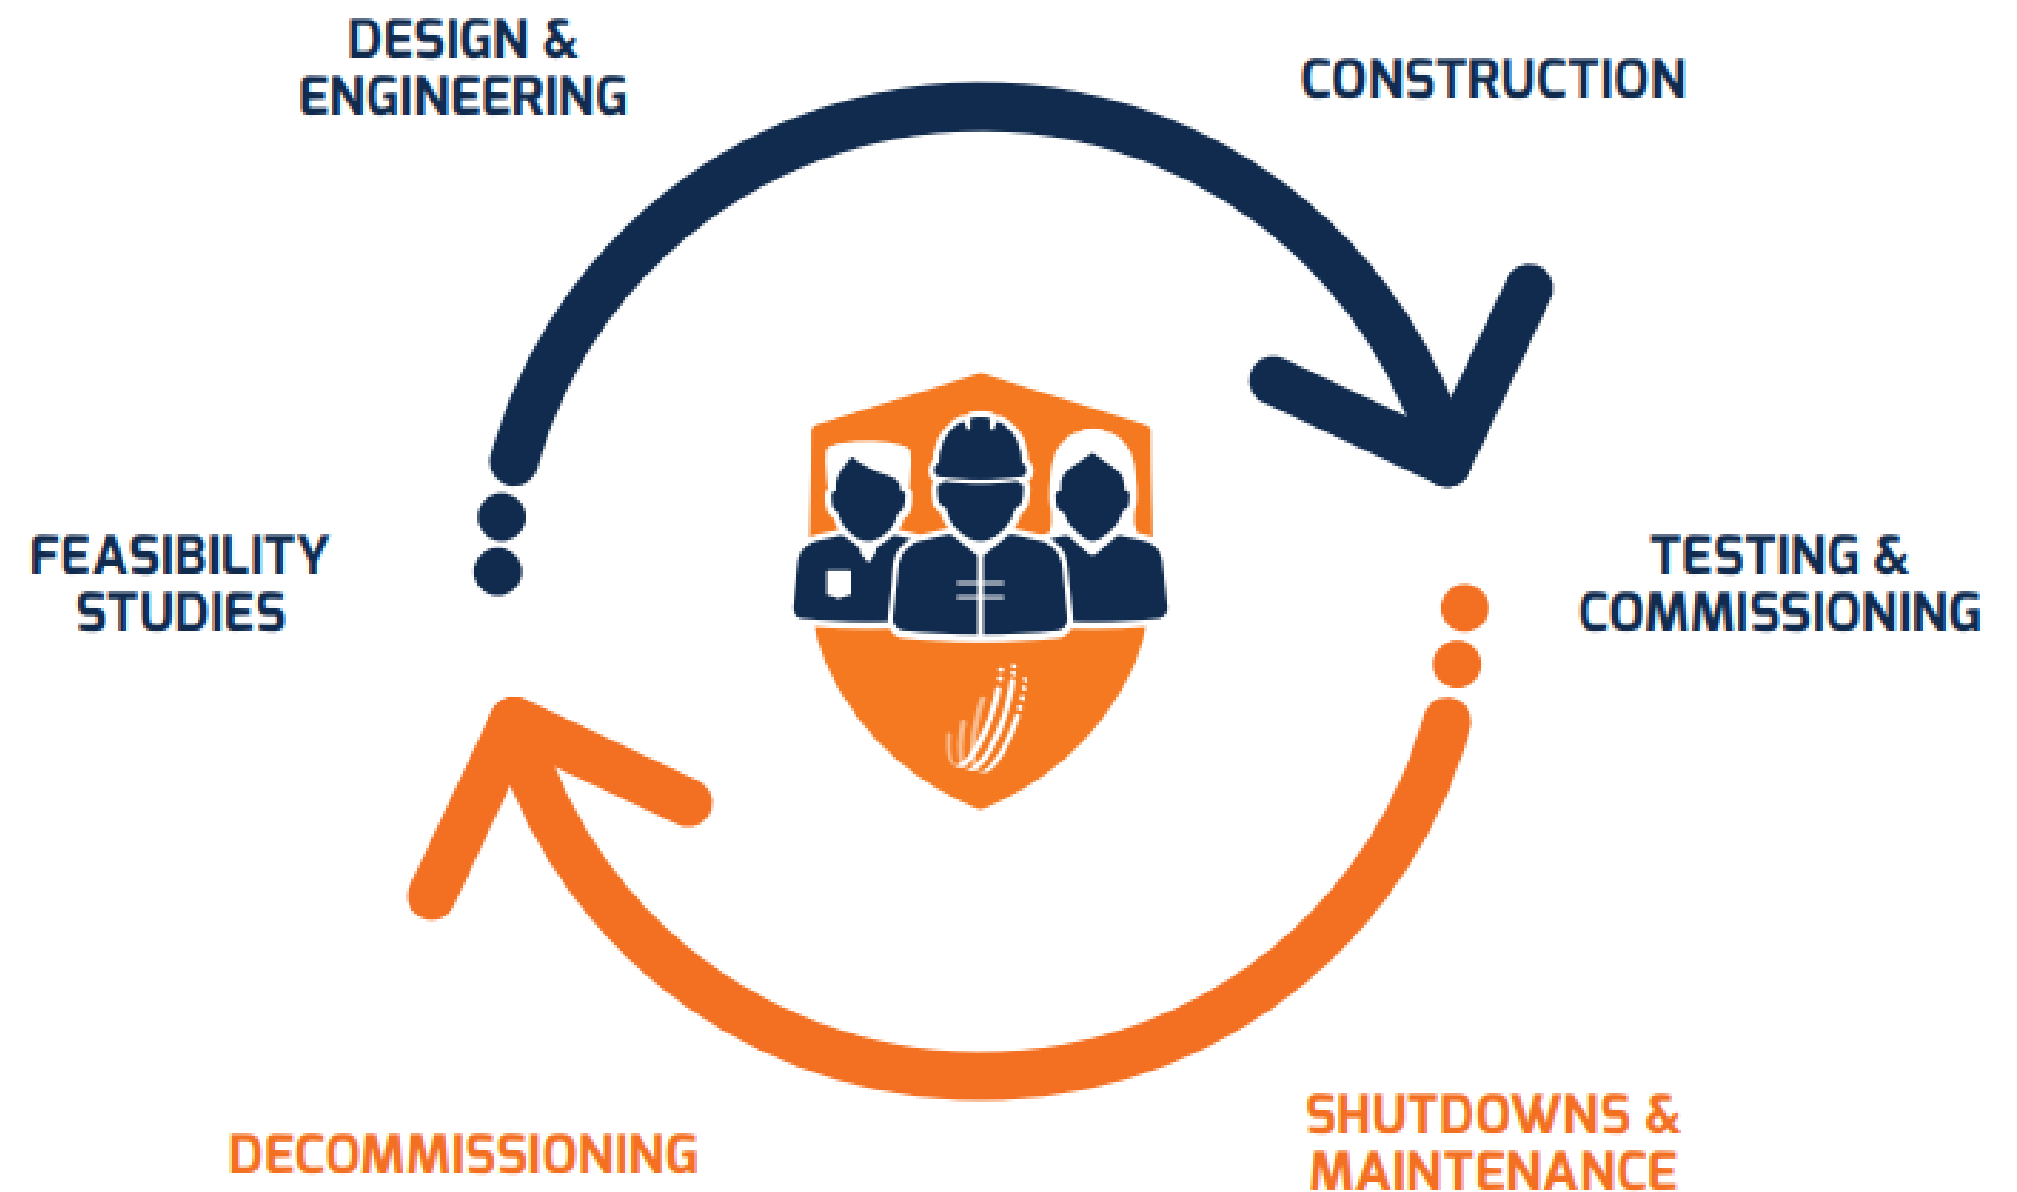 DESIGN &
ENGINEERING
CONSTRUCTION
FEASIBILITY
STUDIES
TESTING &
COMMISSIONING
DECOMMISSIONING
SHUTDOWNS &
MAINTENANCE